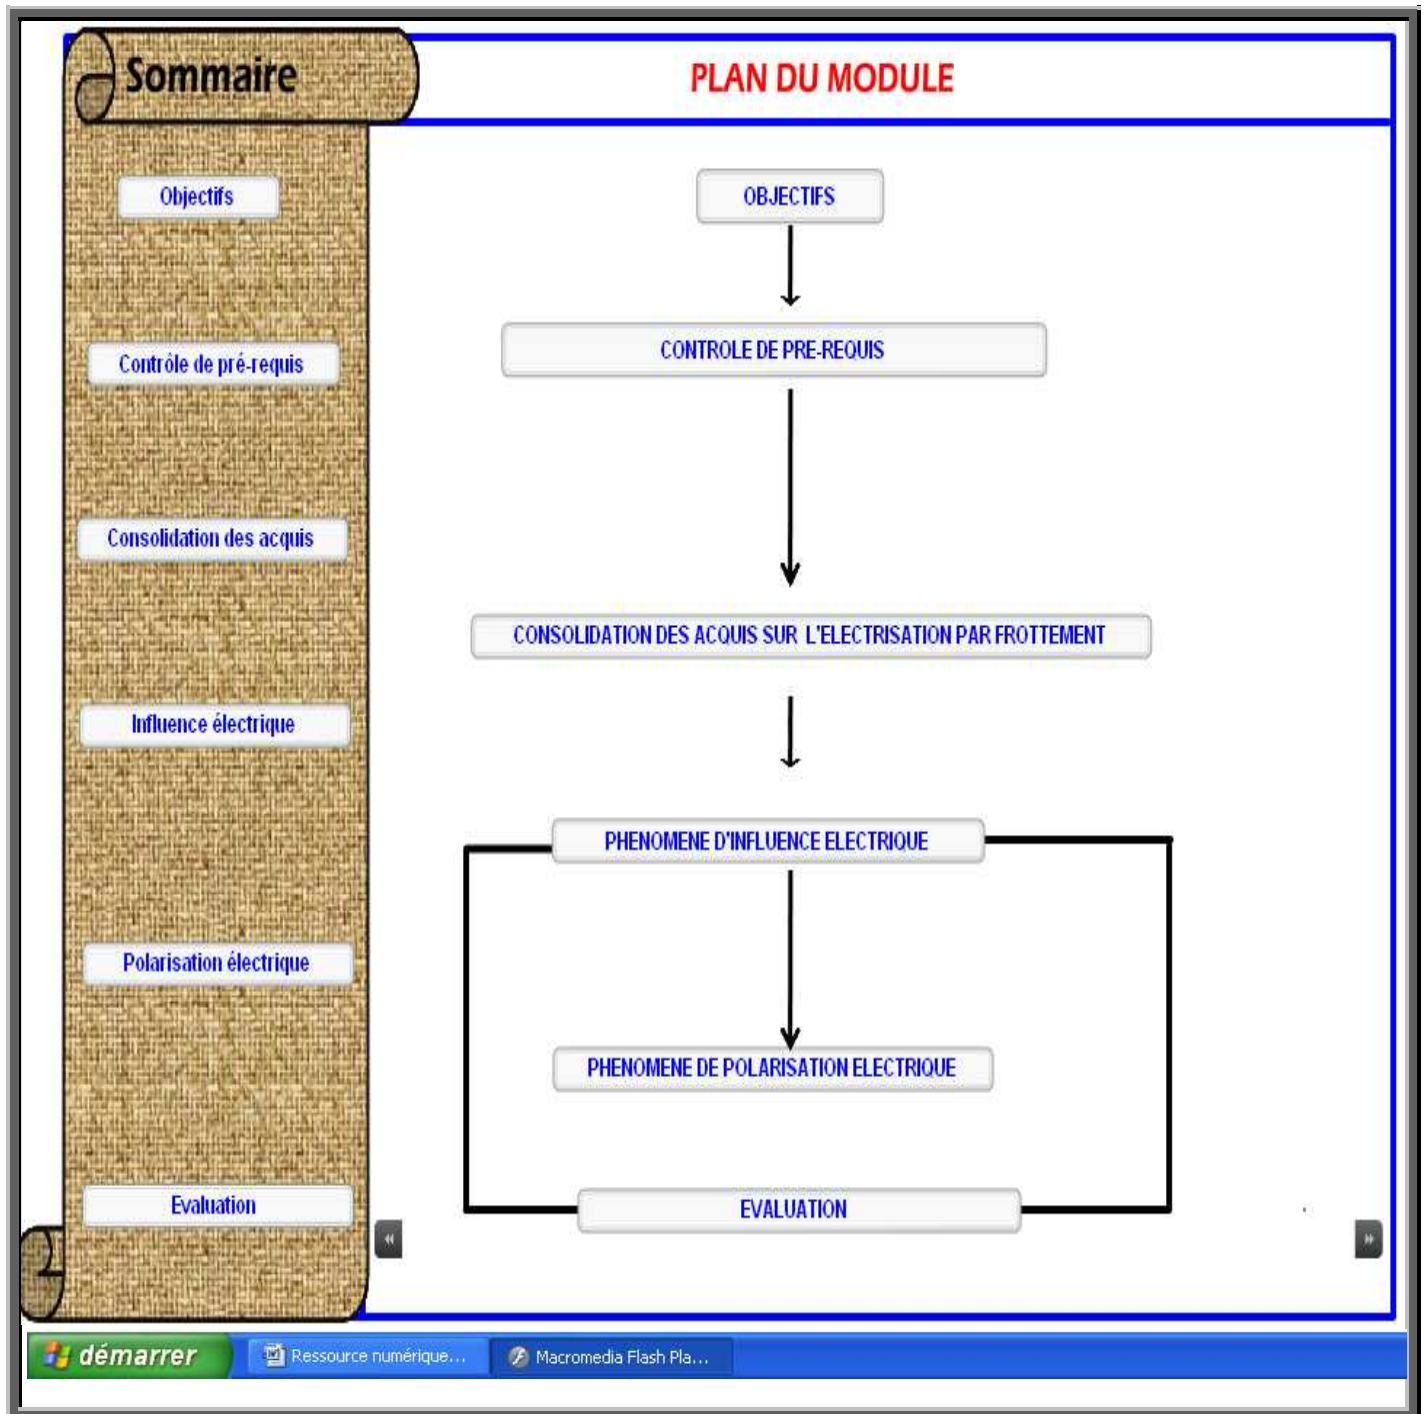 Sommaire
PLAN DU MODULE
Objectifs
Contrôle de pré-requis
Consolidation des acquis
Influence électrique
Polarisation électrique
Evaluation
OBJECTIFS
CONTROLE DE PRE-REQUIS
CONSOLIDATION DES ACQUIS SUR L'ELECTRISATION PAR FROTTEMENT
PHENOMENE D'INFLUENCE ELECTRIQUE
PHENOMENE DE POLARISATION ELECTRIQUE
EVALUATION
démarrer
Ressource numérique...
Macromedia Flash Pla...